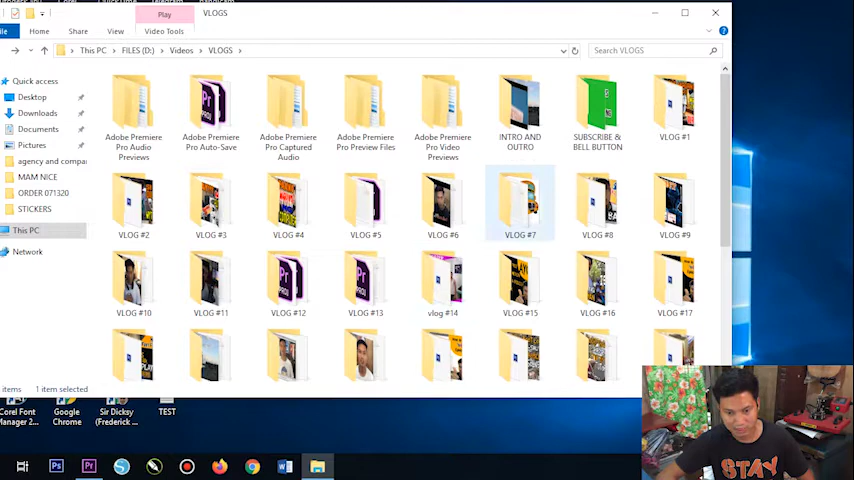 VLOGS
Play
File Home Share View Video Tools
This PC > FILES (D:) > Videos > VLOGS >
Search VLOGS
Quick access
Desktop
Downloads
Documents
Pictures
agency and compa
MAM NICE
ORDER 071320
STICKERS
This PC
Network
Adobe Premiere Pro Audio Previews
Adobe Premiere Pro Auto-Save
Adobe Premiere Pro Captured Audio
Adobe Premiere Pro Preview Files
Adobe Premiere Pro Video Previews
INTRO AND OUTRO
SUBSCRIBE & BELL BUTTON
VLOG #1
VLOG #2
VLOG #3
VLOG #4
VLOG #5
VLOG #6
VLOG #7
VLOG #8
VLOG #9
VLOG #10
VLOG #11
VLOG #12
VLOG #13
vlog #14
VLOG #15
VLOG #16
VLOG #17
items 1 item selected
Corel Font Manager 2...
Google Chrome
Sir Dicksy (Frederick ...
TEST
STAY